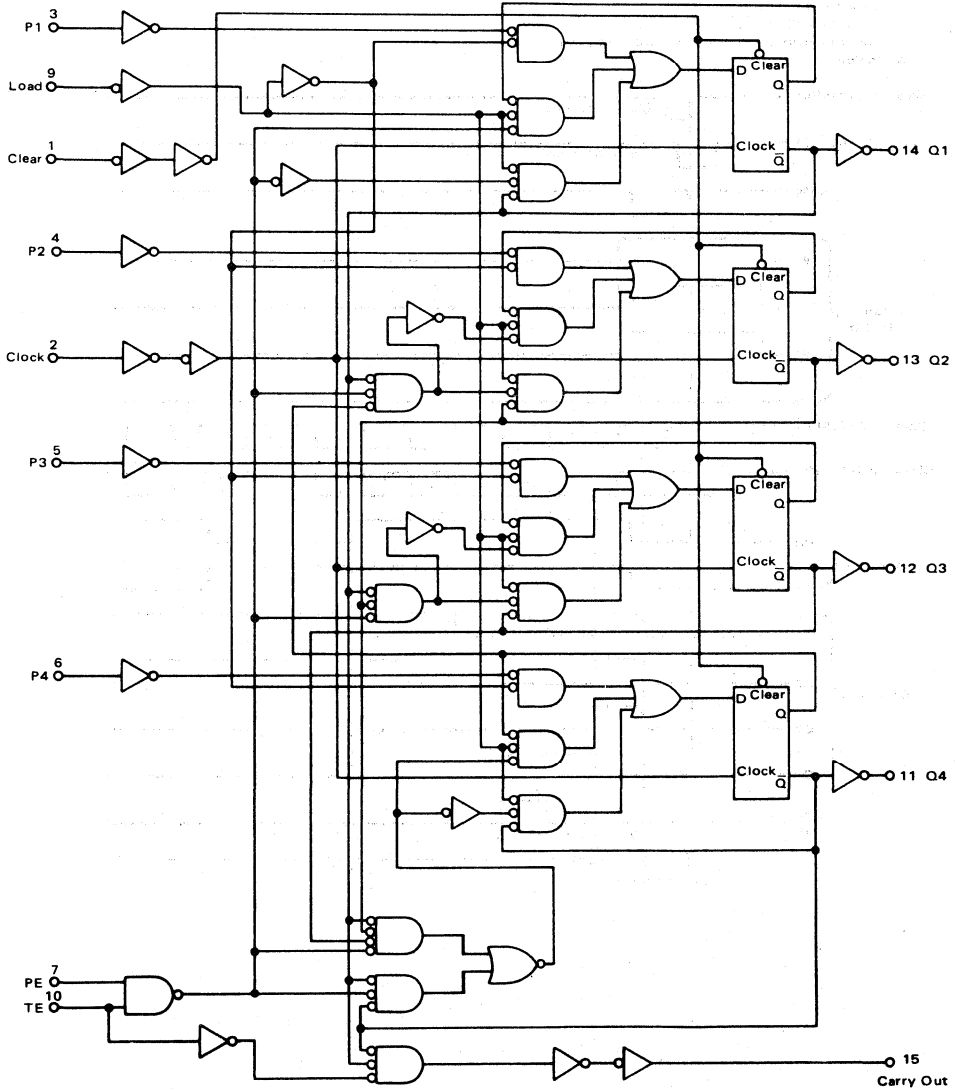 3
P1
9
Load
1
Clear
D Clear
Q
Clock
Q̅
14 Q1
4
P2
D Clear
Q
2
Clock
Clock
Q̅
13 Q2
5
P3
D Clear
Q
Clock
Q̅
12 Q3
6
P4
D Clear
Q
Clock
Q̅
11 Q4
7
PE
10
TE
15
Carry Out